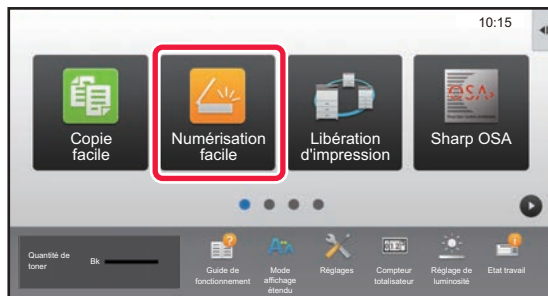 10:15
Copie
facile
Numérisation
facile
Libération
d'impression
Sharp OSA
Quantité de
toner
Bk
Guide de
fonctionnement
Mode
affichage
étendu
Réglages
Compteur
totalisateur
Réglage de
luminosité
Etat travail